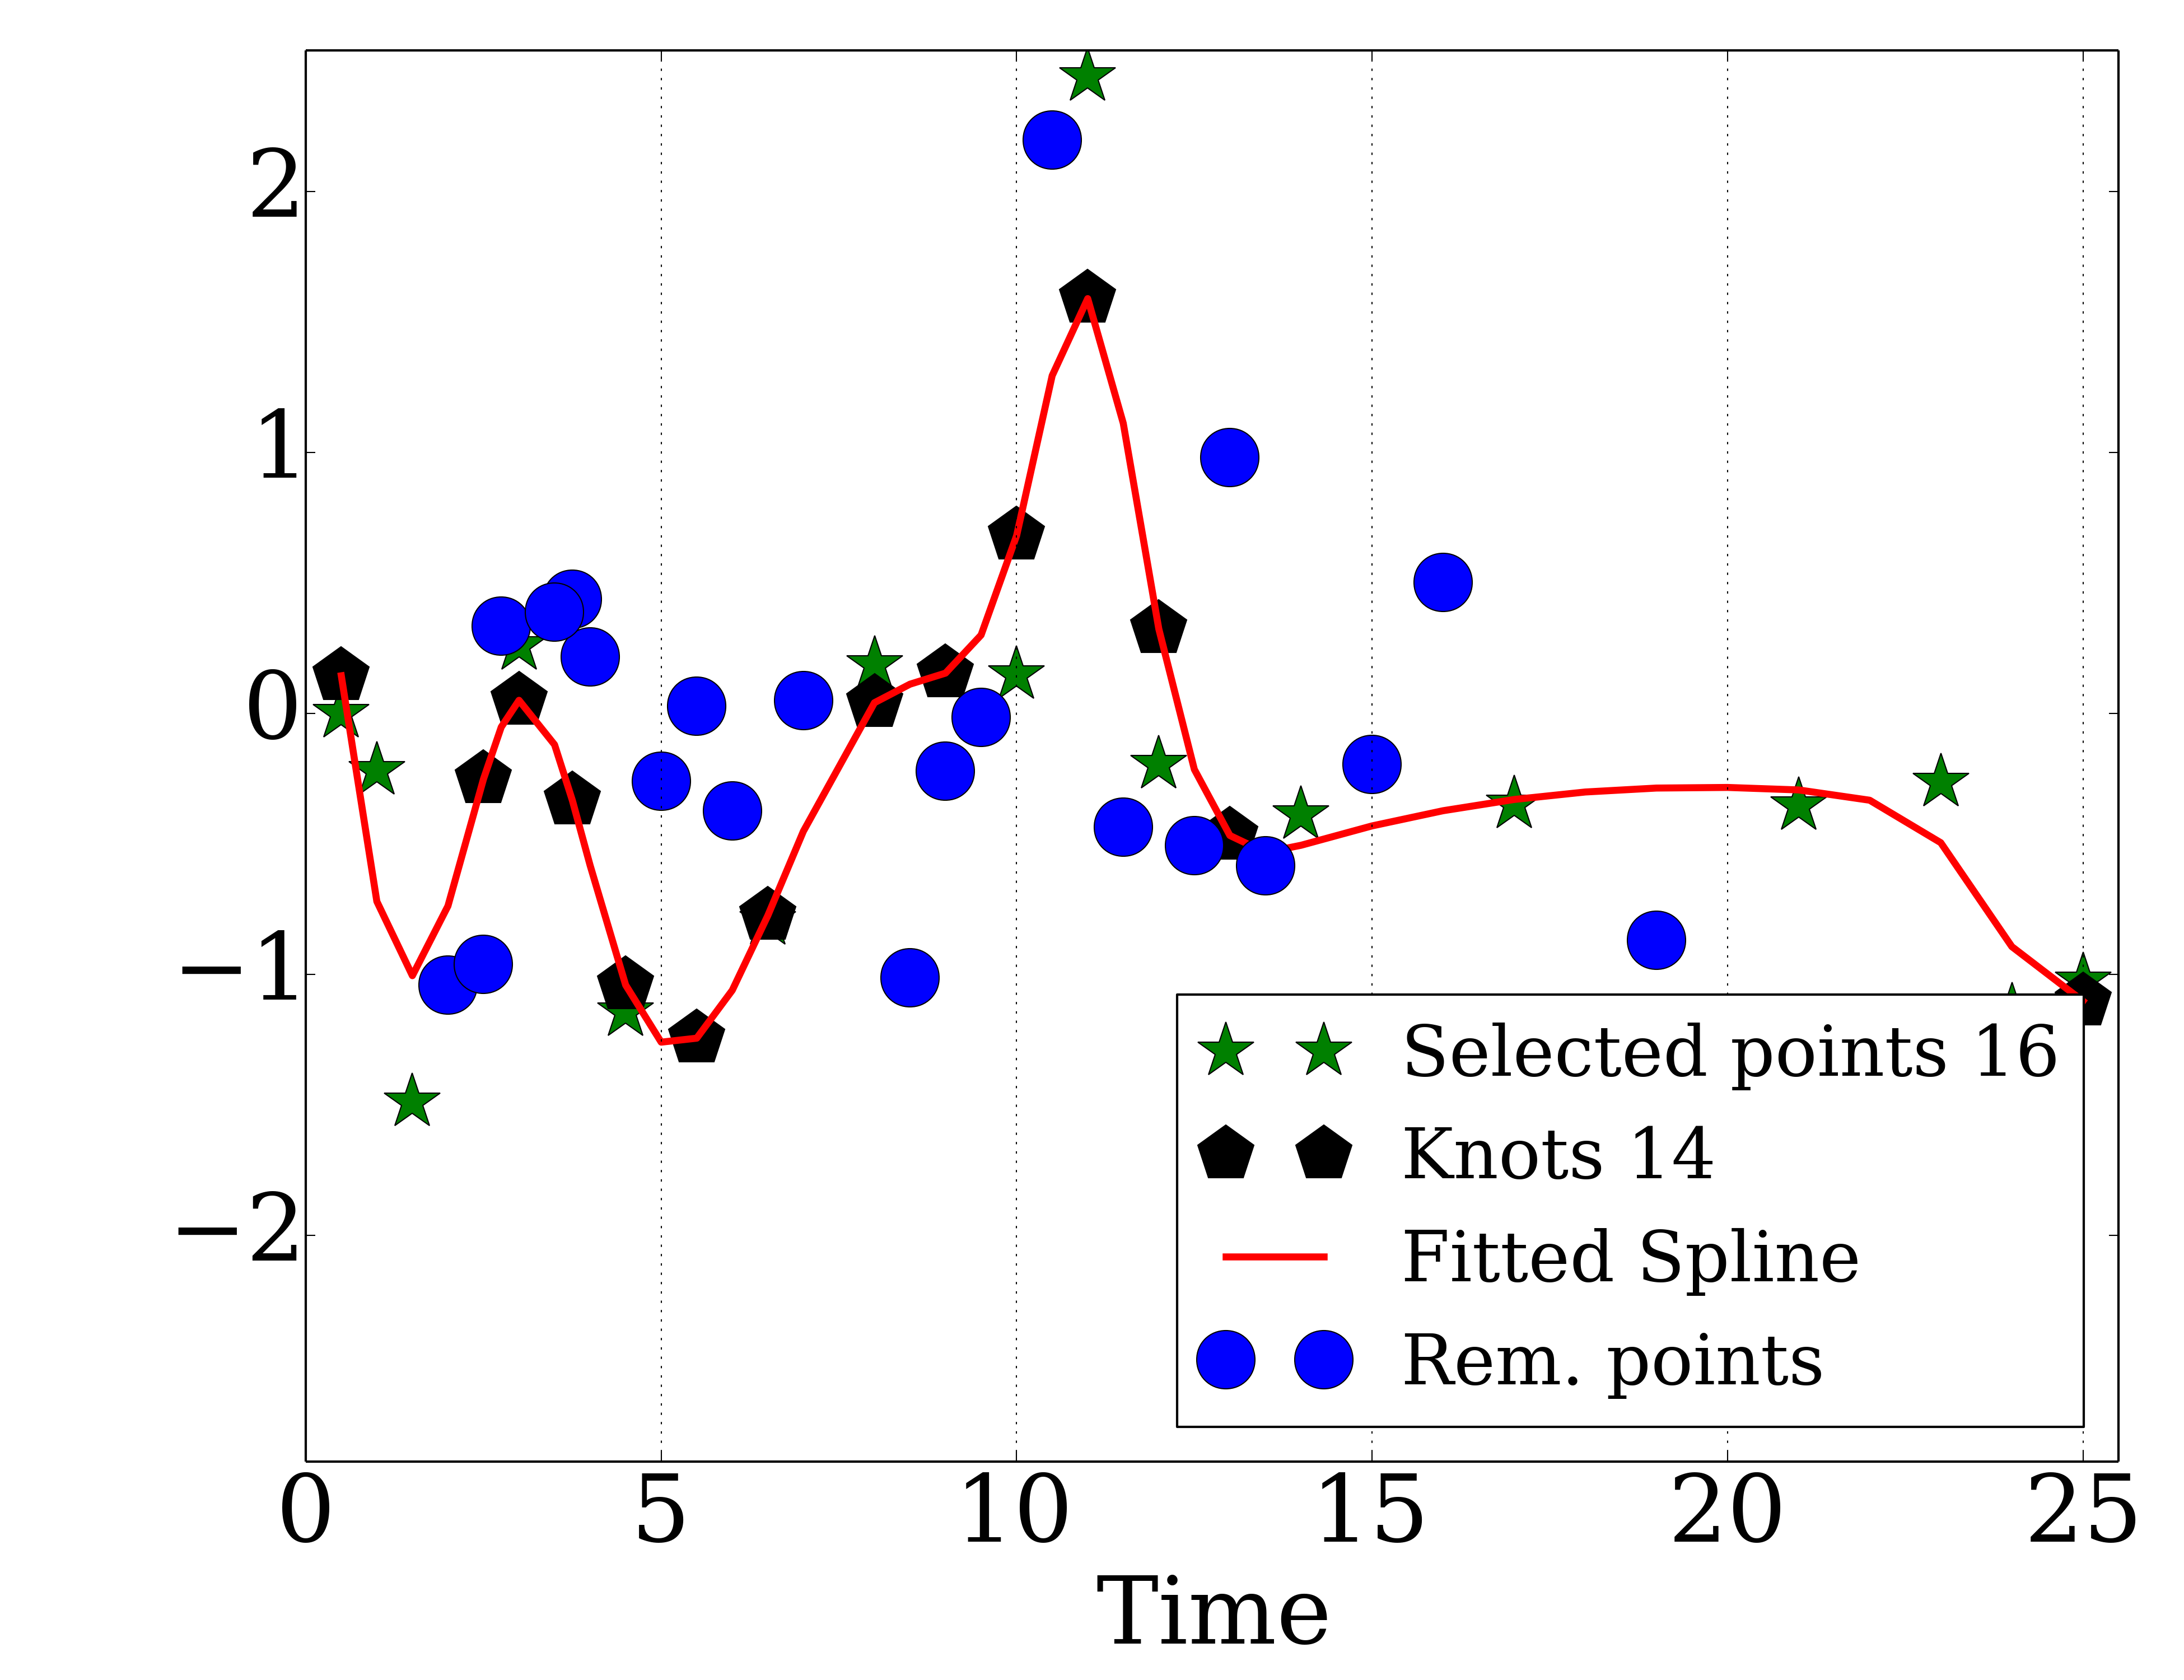 2
1
0
−1
−2
Selected points 16
Knots 14
Fitted Spline
Rem. points
0 5 10 15 20 25
Time